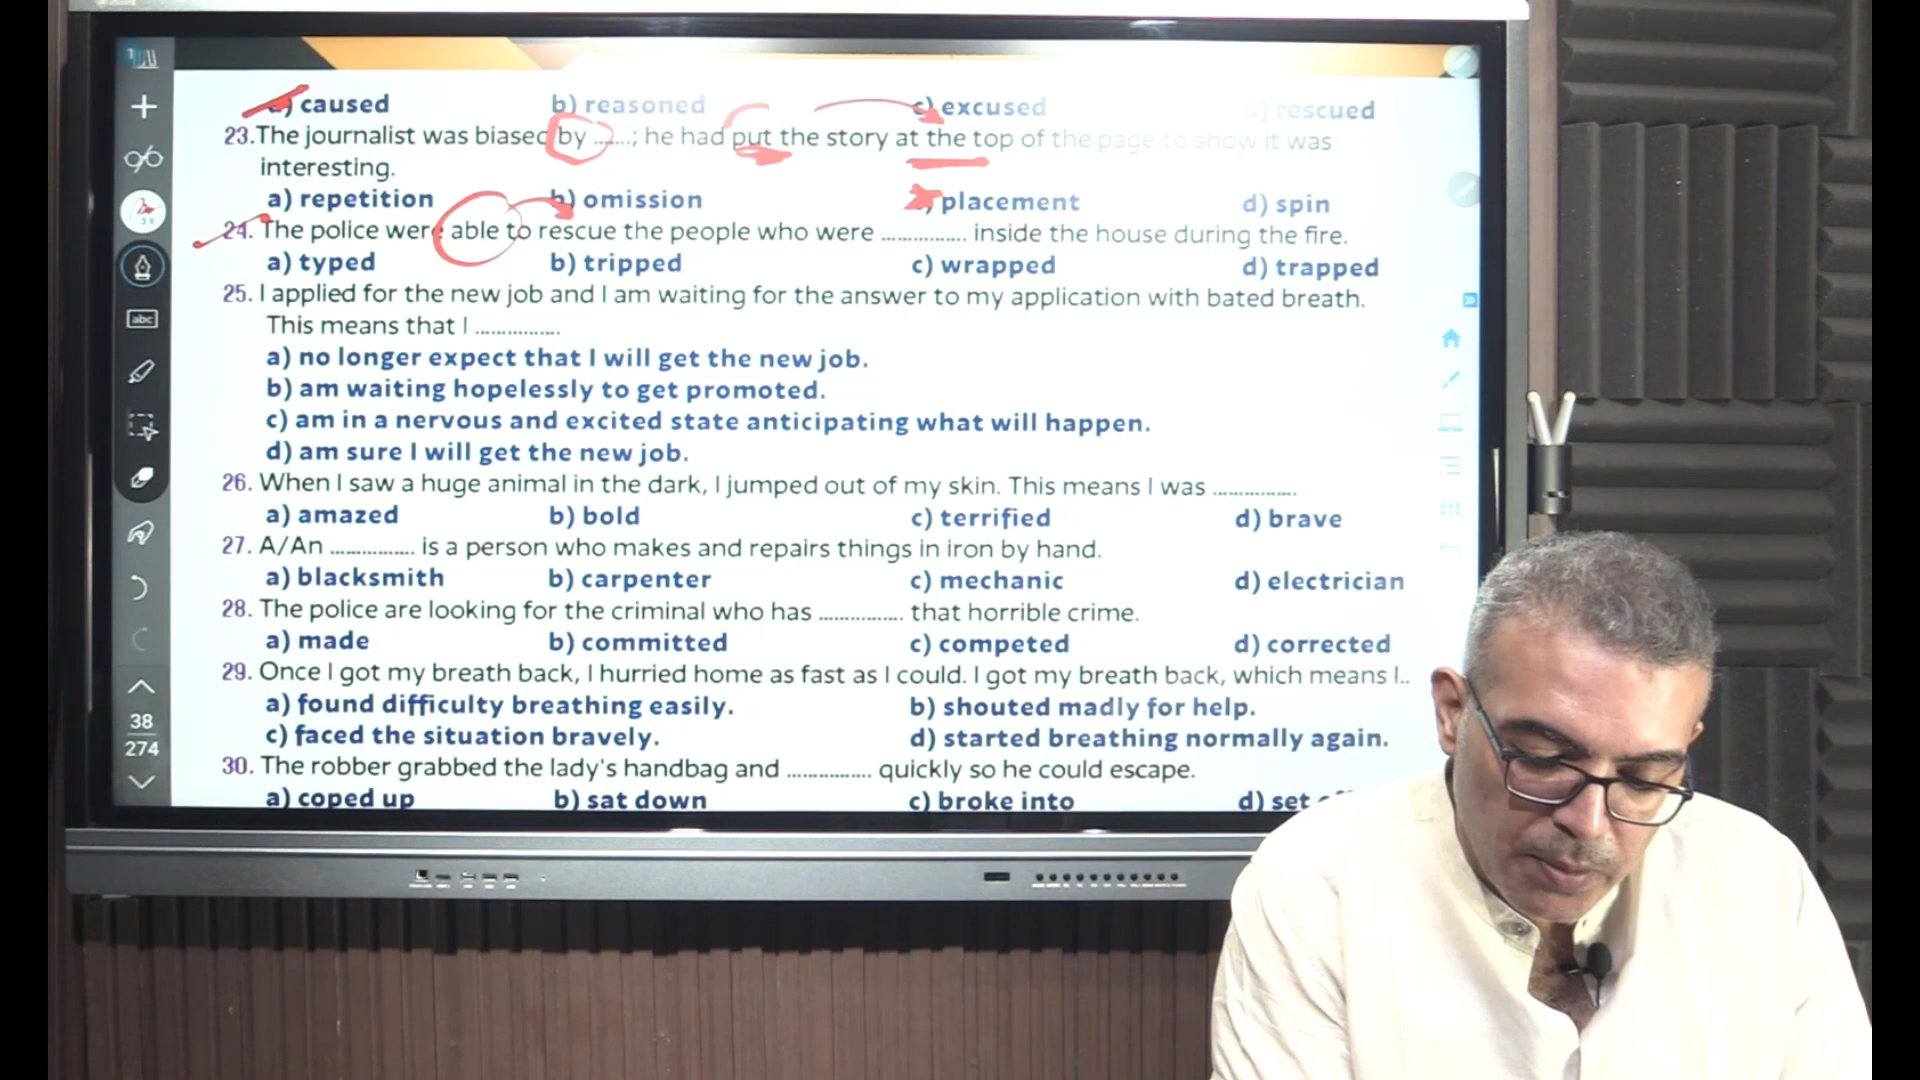 a) caused b) reasoned c) excused d) rescued
23.The journalist was biased by ......; he had put the story at the top of the page to show it was
interesting.
a) repetition b) omission c) placement d) spin
24. The police were able to rescue the people who were ............... inside the house during the fire.
a) typed b) tripped c) wrapped d) trapped
25. I applied for the new job and I am waiting for the answer to my application with bated breath.
This means that I ...............
a) no longer expect that I will get the new job.
b) am waiting hopelessly to get promoted.
c) am in a nervous and excited state anticipating what will happen.
d) am sure I will get the new job.
26. When I saw a huge animal in the dark, I jumped out of my skin. This means I was ...............
a) amazed b) bold c) terrified d) brave
27. A/An ............... is a person who makes and repairs things in iron by hand.
a) blacksmith b) carpenter c) mechanic d) electrician
28. The police are looking for the criminal who has ............... that horrible crime.
a) made b) committed c) competed d) corrected
29. Once I got my breath back, I hurried home as fast as I could. I got my breath back, which means I..
a) found difficulty breathing easily. b) shouted madly for help.
c) faced the situation bravely. d) started breathing normally again.
30. The robber grabbed the lady's handbag and ............... quickly so he could escape.
a) coped up b) sat down c) broke into d) set
abc
38
274